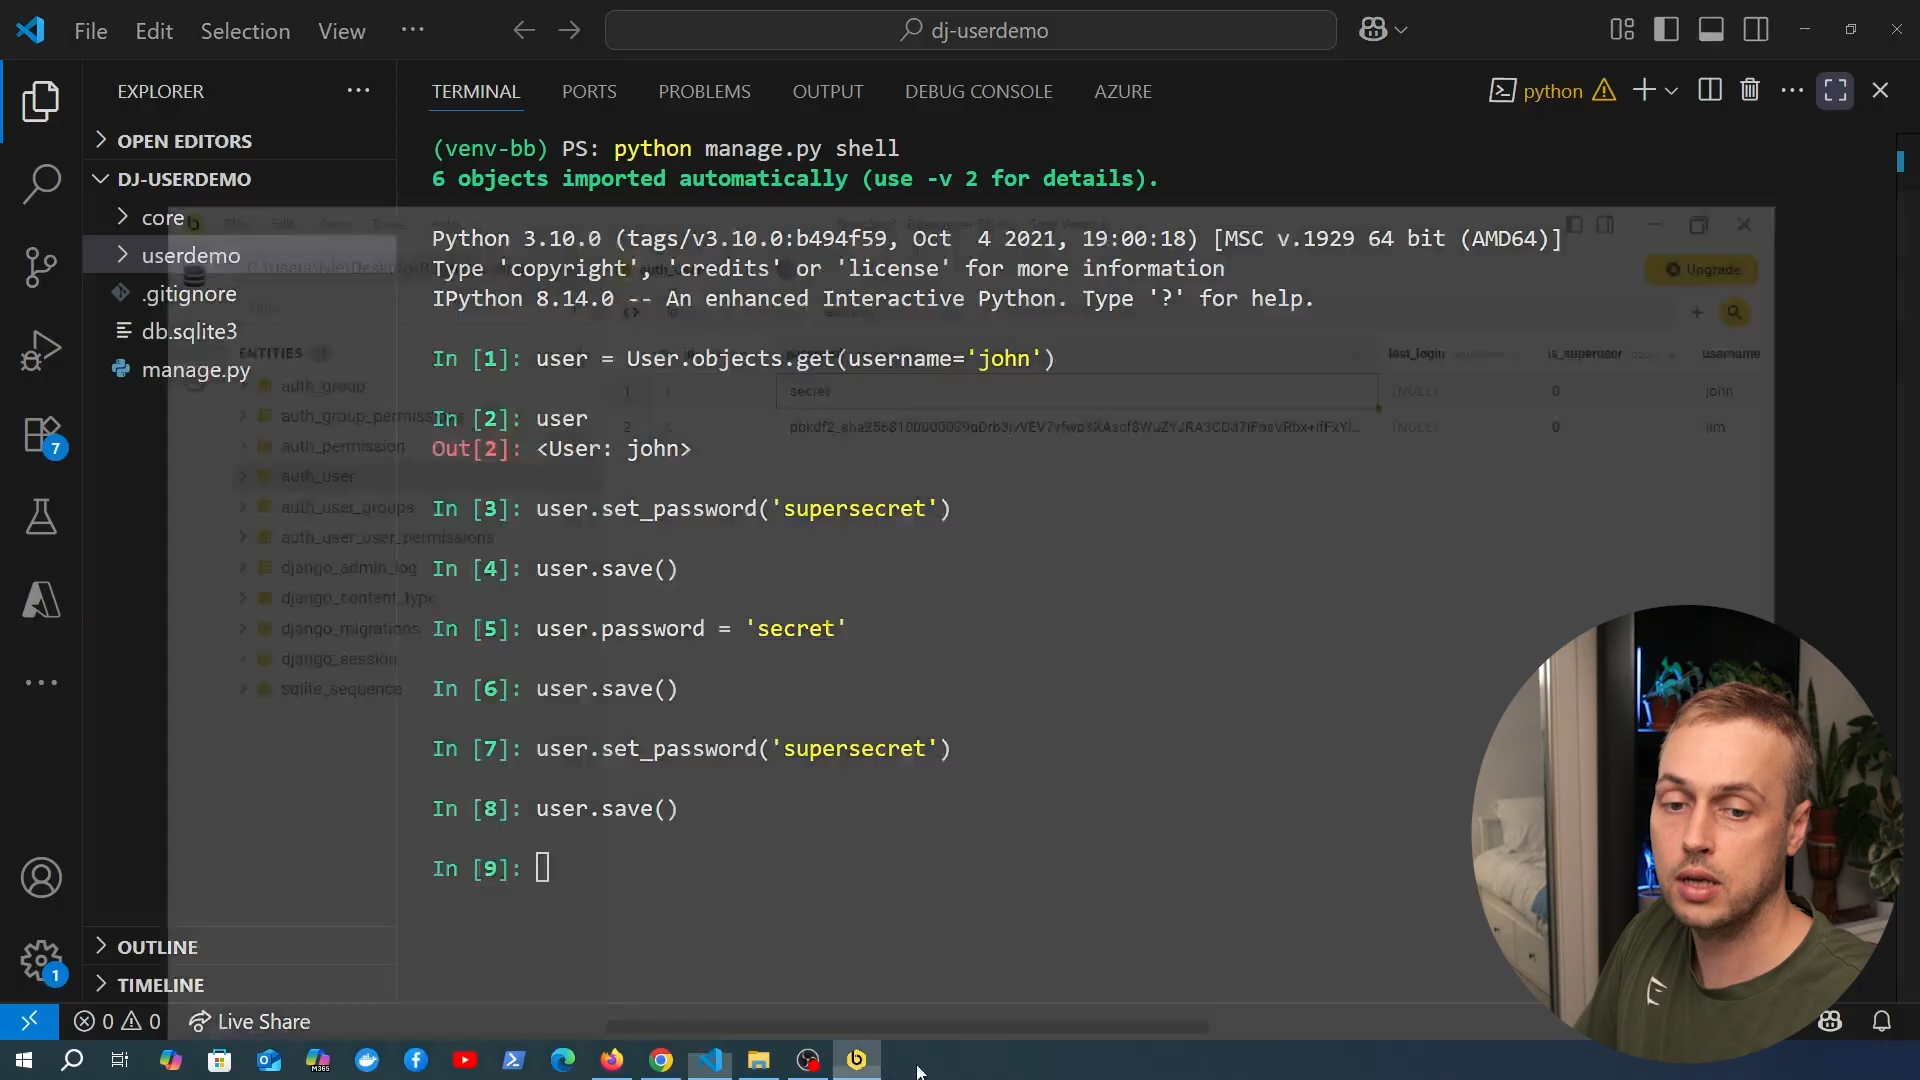 File Edit Selection View ... dj-userdemo
EXPLORER ...
OPEN EDITORS
DJ-USERDEMO
core
userdemo
.gitignore
db.sqlite3
manage.py
OUTLINE
TIMELINE
TERMINAL PORTS PROBLEMS OUTPUT DEBUG CONSOLE AZURE
python
(venv-bb) PS: python manage.py shell
6 objects imported automatically (use -v 2 for details).
Python 3.10.0 (tags/v3.10.0:b494f59, Oct  4 2021, 19:00:18) [MSC v.1929 64 bit (AMD64)]
Type 'copyright', 'credits' or 'license' for more information
IPython 8.14.0 -- An enhanced Interactive Python. Type '?' for help.
In [1]: user = User.objects.get(username='john')
In [2]: user
Out[2]: <User: john>
In [3]: user.set_password('supersecret')
In [4]: user.save()
In [5]: user.password = 'secret'
In [6]: user.save()
In [7]: user.set_password('supersecret')
In [8]: user.save()
In [9]:
Upgrade
ENTITIES
auth_group
auth_permission
auth_user
auth_user_groups
auth_user_user_permissions
django_admin_log
django_content_type
django_migrations
django_session
sqlite_sequence
last_login is_superuser username
1 secret (NULL) 0 john
2 (NULL) 0 jim
7
1
0 0 Live Share
M365